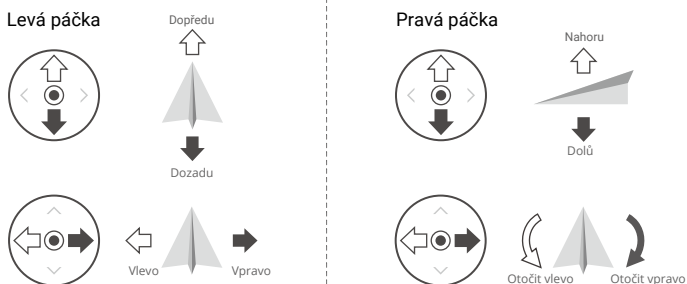 Levá páčka
Dopředu
Dozadu
Vlevo
Vpravo
Pravá páčka
Nahoru
Dolů
Otočit vlevo
Otočit vpravo